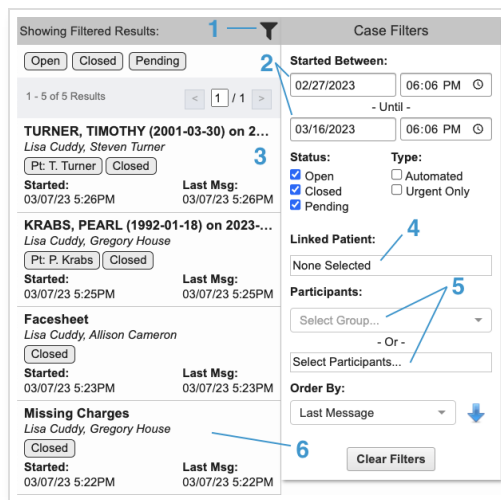 Showing Filtered Results:
1
Open Closed Pending
1 - 5 of 5 Results < 1 / 1 >
TURNER, TIMOTHY (2001-03-30) on 2...
Lisa Cuddy, Steven Turner
3
Pt: T. Turner Closed
Started: Last Msg:
03/07/23 5:26PM 03/07/23 5:26PM
KRABS, PEARL (1992-01-18) on 2023-...
Lisa Cuddy, Gregory House
Pt: P. Krabs Closed
Started: Last Msg:
03/07/23 5:25PM 03/07/23 5:25PM
Facesheet
Lisa Cuddy, Allison Cameron
Closed
Started: Last Msg:
03/07/23 5:23PM 03/07/23 5:23PM
Missing Charges
Lisa Cuddy, Gregory House
Closed
6
Started: Last Msg:
03/07/23 5:22PM 03/07/23 5:22PM
Case Filters
Started Between:
2
02/27/2023 06:06 PM
- Until -
03/16/2023 06:06 PM
Status: Type:
Open Automated
Closed Urgent Only
Pending
4
Linked Patient:
None Selected
5
Participants:
Select Group...
- Or -
Select Participants...
Order By:
Last Message
Clear Filters